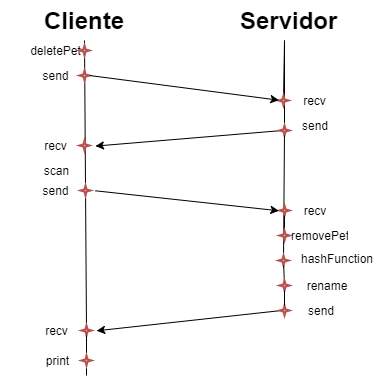 Cliente Servidor
deletePet
send
recv
send
recv
scan
send
recv
removePet
hashFunction
rename
send
recv
print